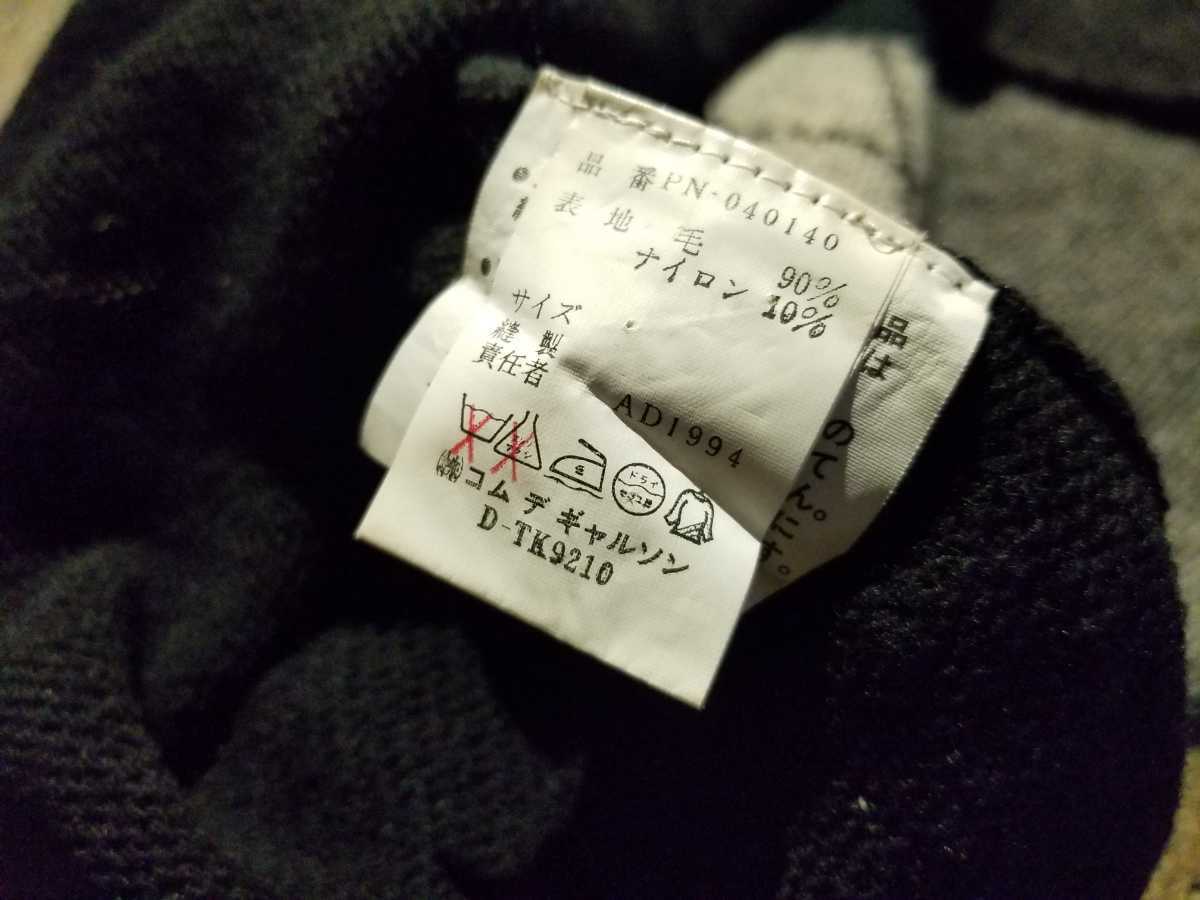 品 番PN-040140
表 地 毛 90%
ナイロン 10%
サイズ
縫 製
責任者
AD1994
ドライ
㈱コム デ ギャルソン
D-TK9210
品
は
のてん。
にす。